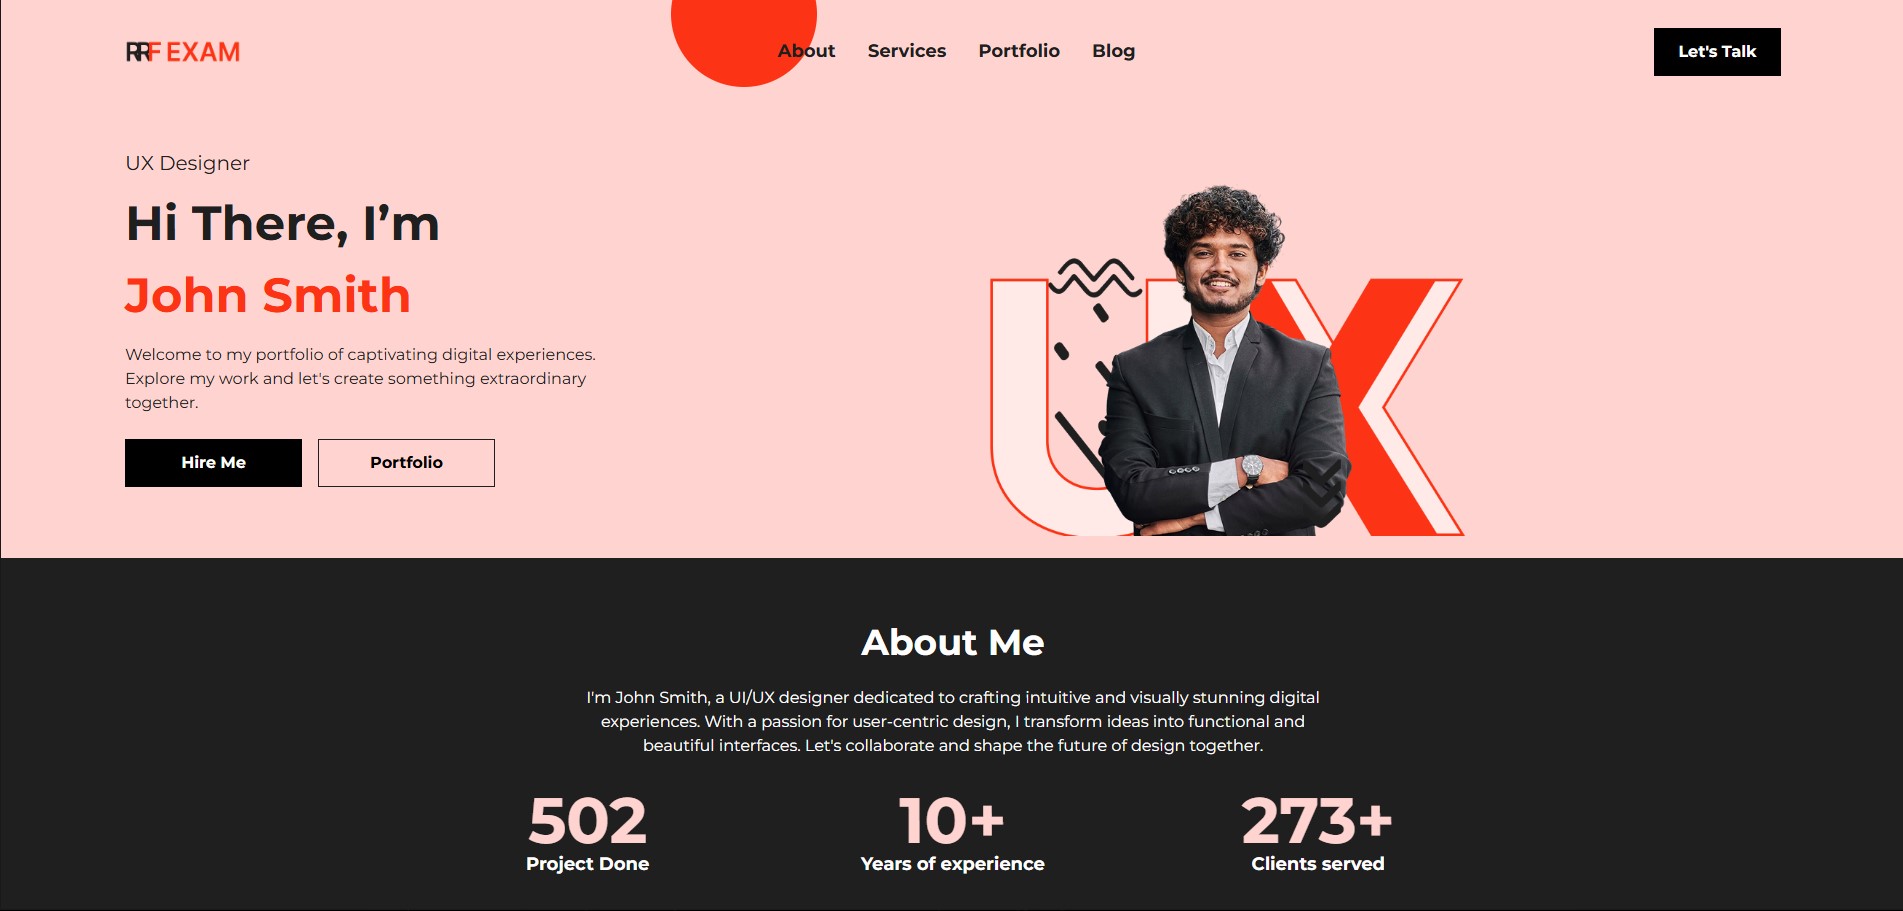 RRF EXAM
About Services Portfolio Blog
Let's Talk
UX Designer
Hi There, I’m
John Smith
Welcome to my portfolio of captivating digital experiences.
Explore my work and let's create something extraordinary
together.
Hire Me Portfolio
UX
About Me
I'm John Smith, a UI/UX designer dedicated to crafting intuitive and visually stunning digital
experiences. With a passion for user-centric design, I transform ideas into functional and
beautiful interfaces. Let's collaborate and shape the future of design together.
502 10+ 273+
Project Done Years of experience Clients served